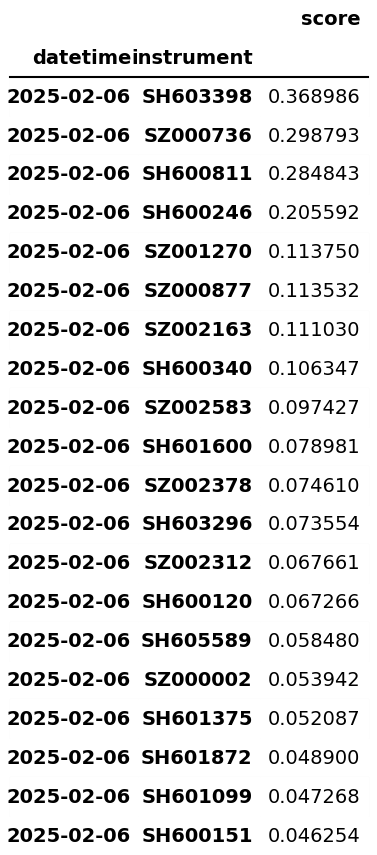 score
datetime instrument
2025-02-06 SH603398 0.368986
2025-02-06 SZ000736 0.298793
2025-02-06 SH600811 0.284843
2025-02-06 SH600246 0.205592
2025-02-06 SZ001270 0.113750
2025-02-06 SZ000877 0.113532
2025-02-06 SZ002163 0.111030
2025-02-06 SH600340 0.106347
2025-02-06 SZ002583 0.097427
2025-02-06 SH601600 0.078981
2025-02-06 SZ002378 0.074610
2025-02-06 SH603296 0.073554
2025-02-06 SZ002312 0.067661
2025-02-06 SH600120 0.067266
2025-02-06 SH605589 0.058480
2025-02-06 SZ000002 0.053942
2025-02-06 SH601375 0.052087
2025-02-06 SH601872 0.048900
2025-02-06 SH601099 0.047268
2025-02-06 SH600151 0.046254